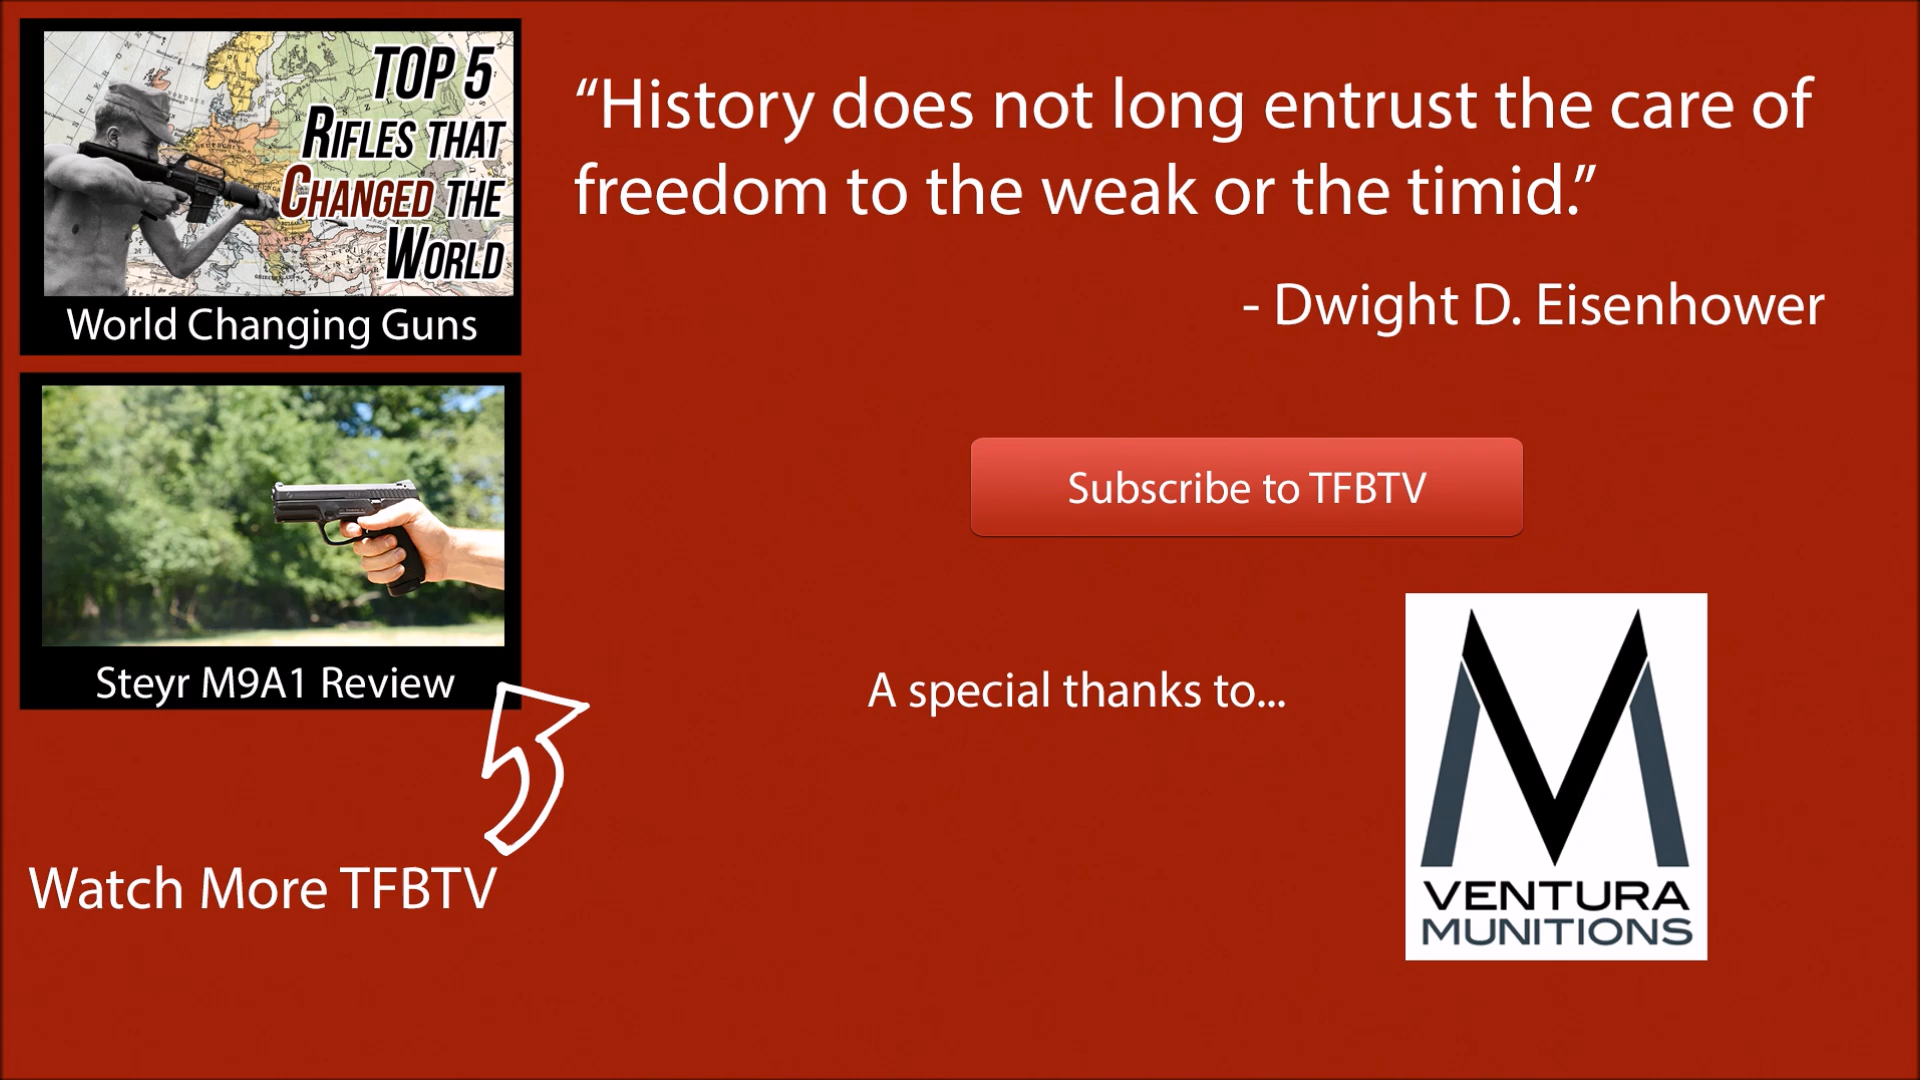 TOP 5
RIFLES THAT
CHANGED THE
WORLD
World Changing Guns
“History does not long entrust the care of
freedom to the weak or the timid.”
- Dwight D. Eisenhower
Steyr M9A1 Review
Subscribe to TFBTV
A special thanks to...
VENTURA
MUNITIONS
Watch More TFBTV